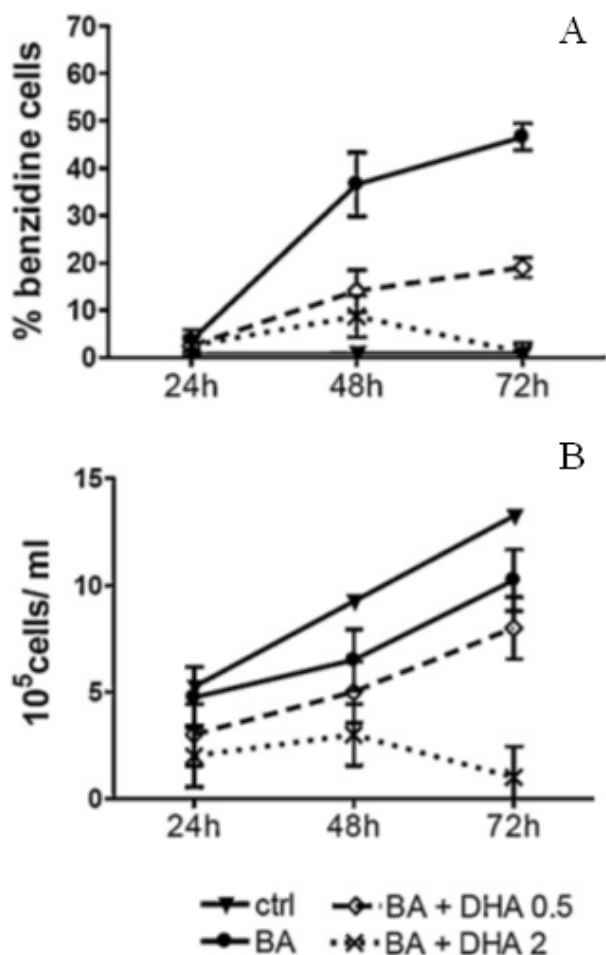 A
% benzidine cells
70
60
50
40
30
20
10
0
24h 48h 72h
B
10⁵cells/ ml
15
10
5
0
24h 48h 72h
ctrl BA + DHA 0.5
BA BA + DHA 2